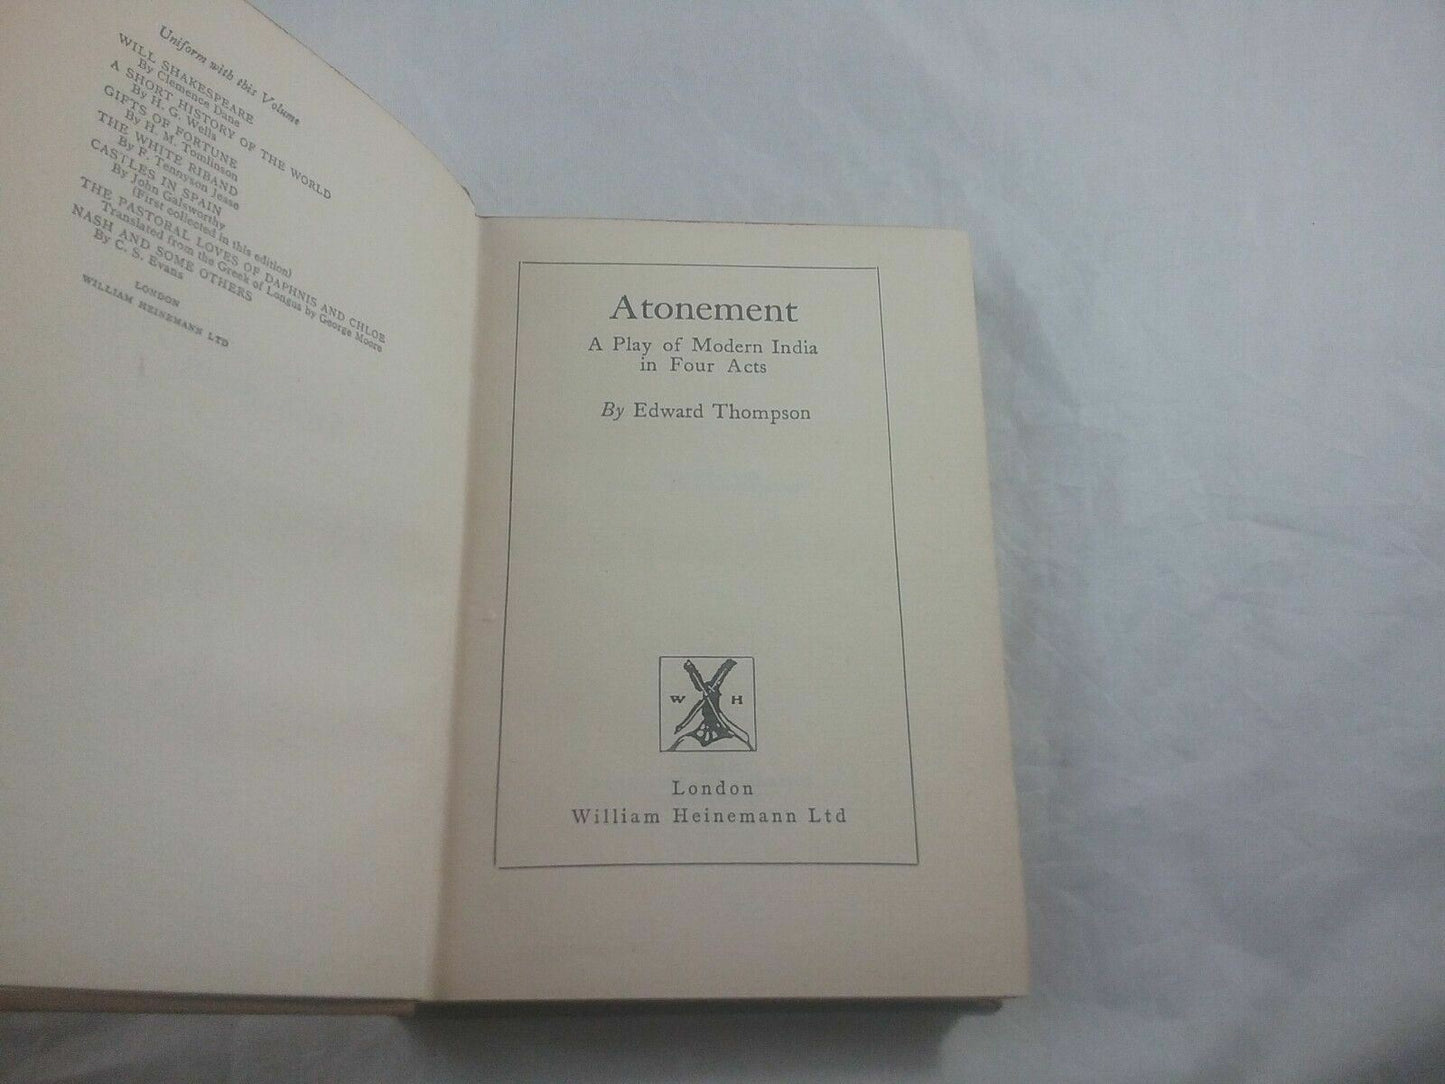 Uniform with this Volume
WILL SHAKESPEARE
By Clemence Dane
A SHORT HISTORY OF THE WORLD
By H. G. Wells
GIFTS OF FORTUNE
By H. M. Tomlinson
THE WHITE RIBAND
By F. Tennyson Jesse
CASTLES IN SPAIN
By John Galsworthy
(First collected in this edition)
THE PASTORAL LOVES OF DAPHNIS AND CHLOE
Translated from the Greek of Longus by George Moore
NASH AND SOME OTHERS
By C. S. Evans
LONDON
WILLIAM HEINEMANN LTD
Atonement
A Play of Modern India
in Four Acts
By Edward Thompson
W H
London
William Heinemann Ltd